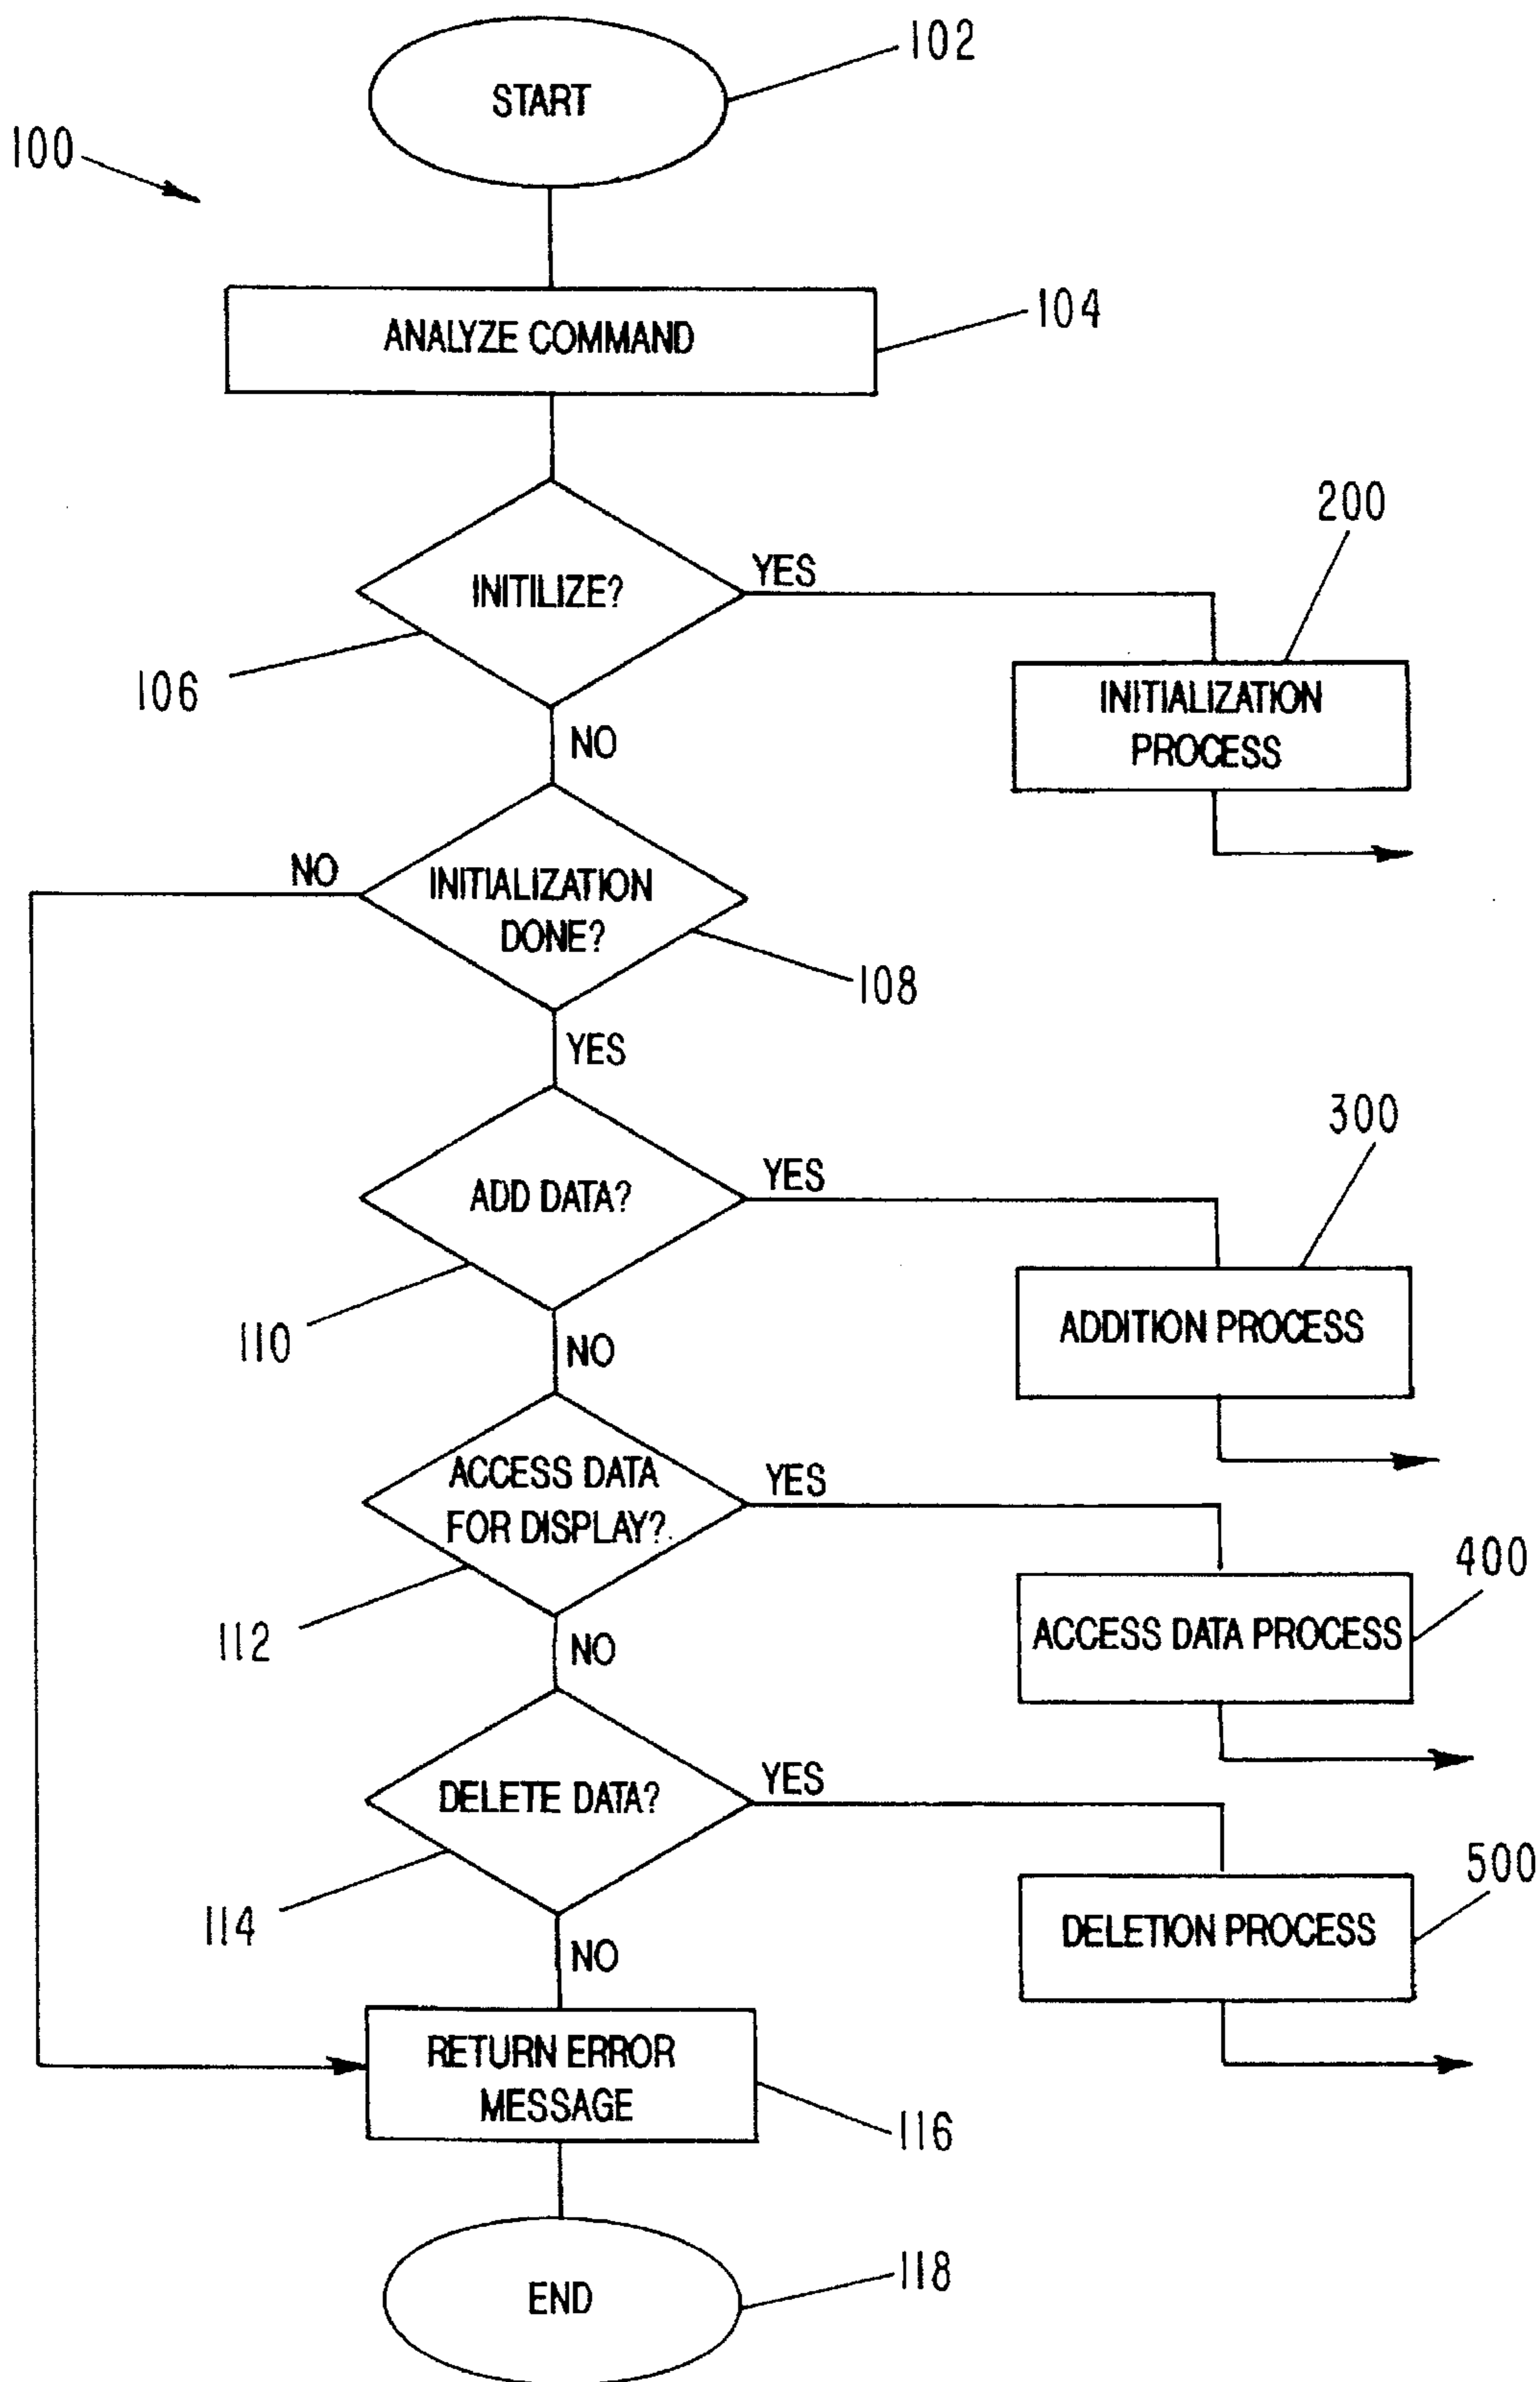 START
102
100
ANALYZE COMMAND
104
INITILIZE?
YES
200
106
INITIALIZATION
PROCESS
NO
NO
INITIALIZATION
DONE?
108
YES
ADD DATA?
YES
300
110
ADDITION PROCESS
NO
ACCESS DATA
FOR DISPLAY?
YES
400
112
ACCESS DATA PROCESS
NO
DELETE DATA?
YES
500
114
DELETION PROCESS
NO
RETURN ERROR
MESSAGE
116
END
118